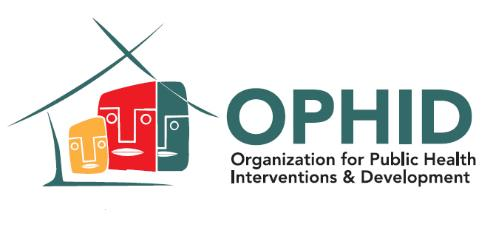 OPHID
Organization for Public Health
Interventions & Development